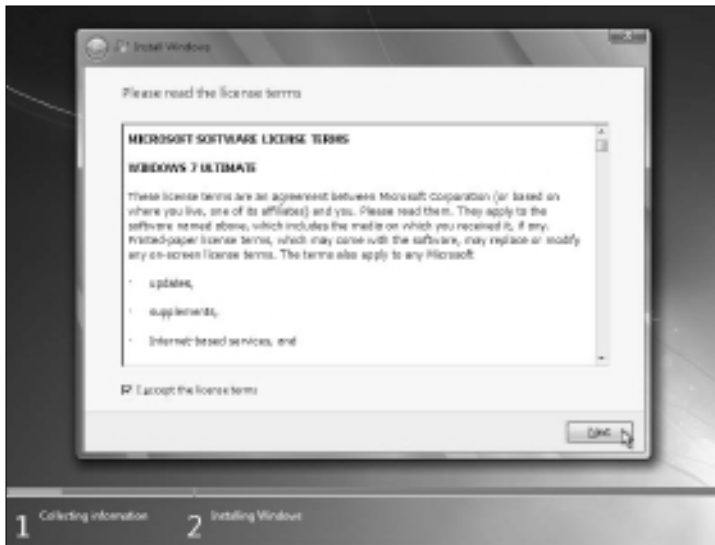 Install Windows
Please read the license terms
MICROSOFT SOFTWARE LICENSE TERMS
WINDOWS 7 ULTIMATE
These license terms are an agreement between Microsoft Corporation (or based on
where you live, one of its affiliates) and you. Please read them. They apply to the
software named above, which includes the media on which you received it, if any.
Printed-paper license terms, which may come with the software, may replace or modify
any on-screen license terms. The terms also apply to any Microsoft
· updates,
· supplements,
· Internet-based services, and
I accept the license terms
Next
1 Collecting information
2 Installing Windows